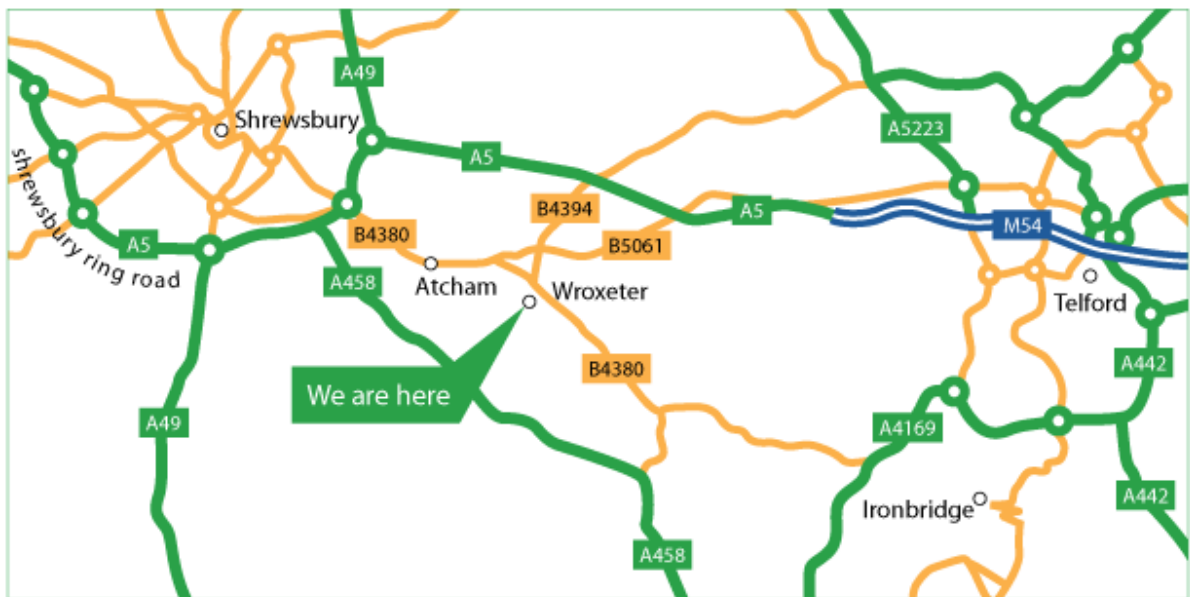 A49
Shrewsbury
A5223
A5
shrewsbury ring road
B4394
A5
M54
B4380
B5061
A5
A458
Atcham
Wroxeter
Telford
We are here
B4380
A442
A49
A4169
A442
Ironbridge
A458